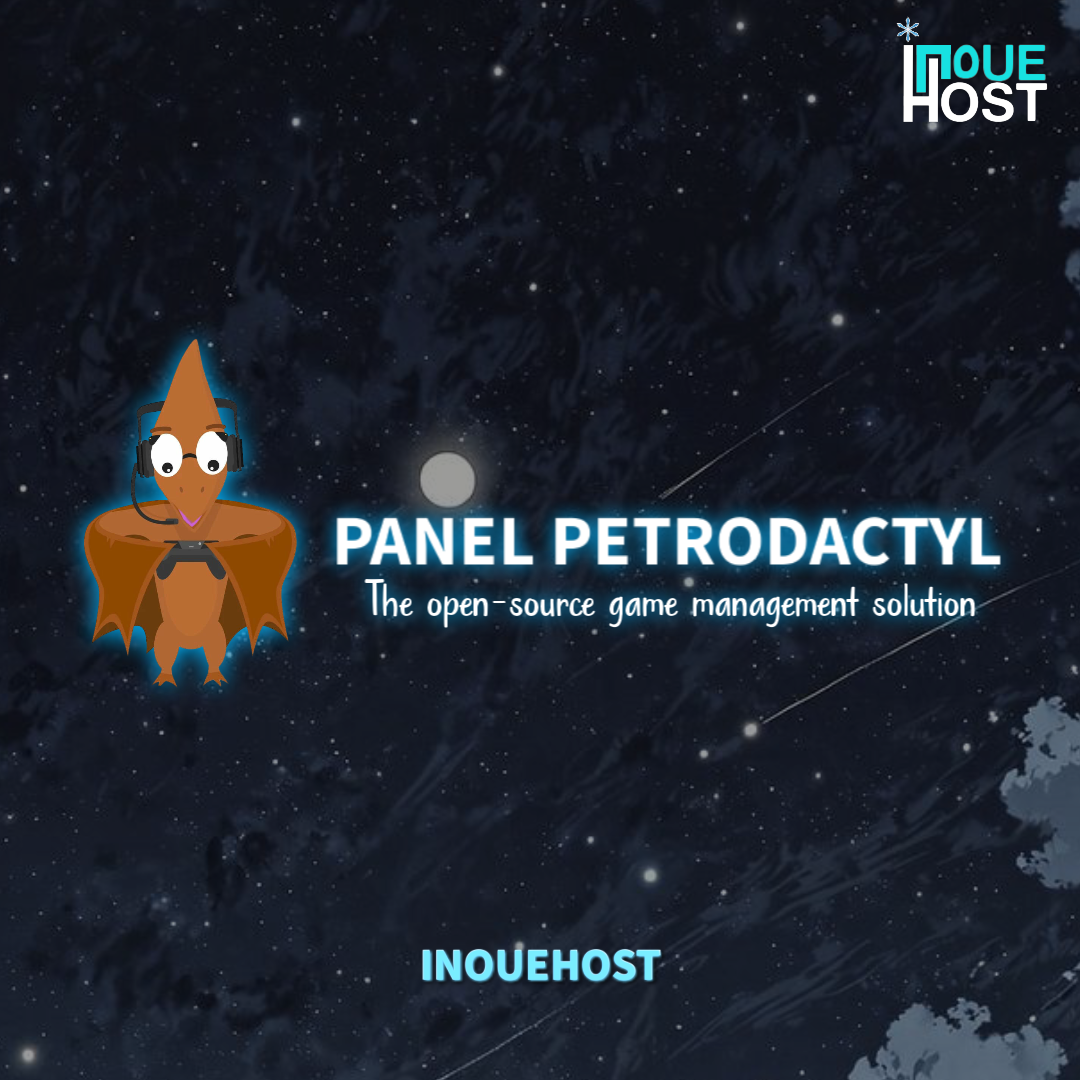 INOUE
HOST
PANEL PETRODACTYL
The open-source game management solution
INOUEHOST